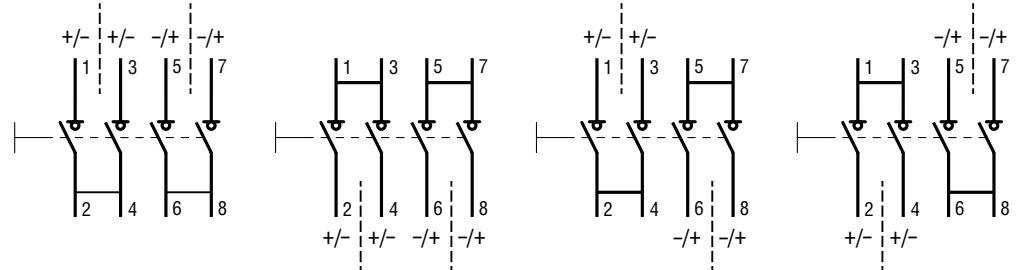 +/– +/– –/+ –/+ +/– +/– –/+ –/+
1 3 5 7 1 3 5 7 1 3 5 7 1 3 5 7
2 4 6 8 2 4 6 8 2 4 6 8 2 4 6 8
+/– +/– –/+ –/+ –/+ –/+ +/– +/–